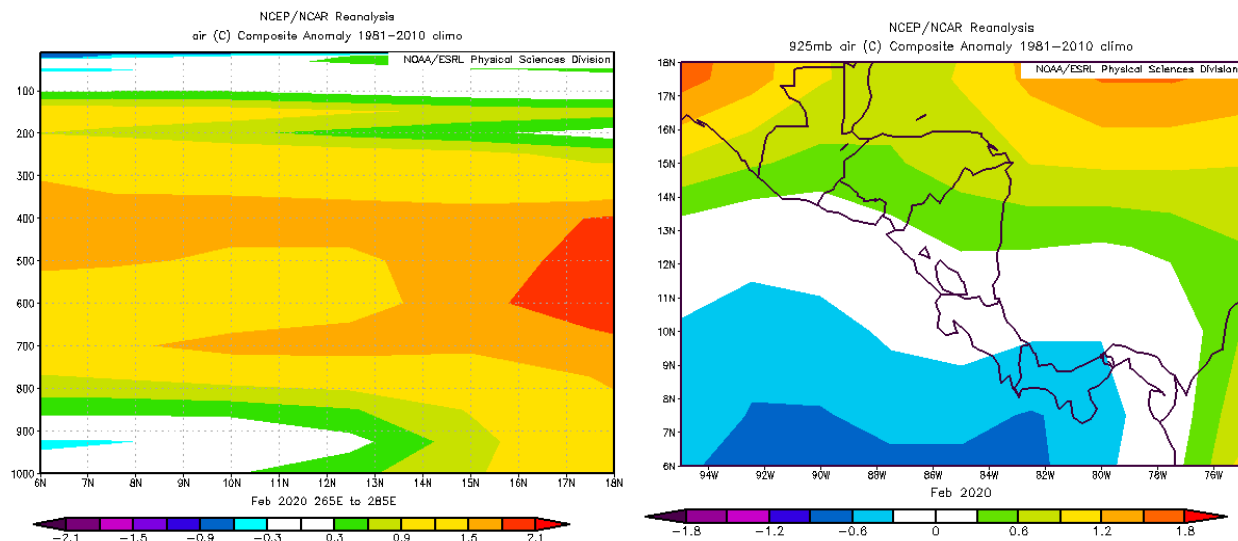 NCEP/NCAR Reanalysis
air (C) Composite Anomaly 1981-2010 climo
NOAA/ESRL Physical Sciences Division
100
200
300
400
500
600
700
800
900
1000
6N 7N 8N 9N 10N 11N 12N 13N 14N 15N 16N 17N 18N
Feb 2020 265E to 285E
-2.1 -1.5 -0.9 -0.3 0.3 0.9 1.5 2.1
NCEP/NCAR Reanalysis
925mb air (C) Composite Anomaly 1981-2010 climo
NOAA/ESRL Physical Sciences Division
18N
17N
16N
15N
14N
13N
12N
11N
10N
9N
8N
7N
6N
94W 92W 90W 88W 86W 84W 82W 80W 78W 76W
Feb 2020
-1.8 -1.2 -0.6 0 0.6 1.2 1.8